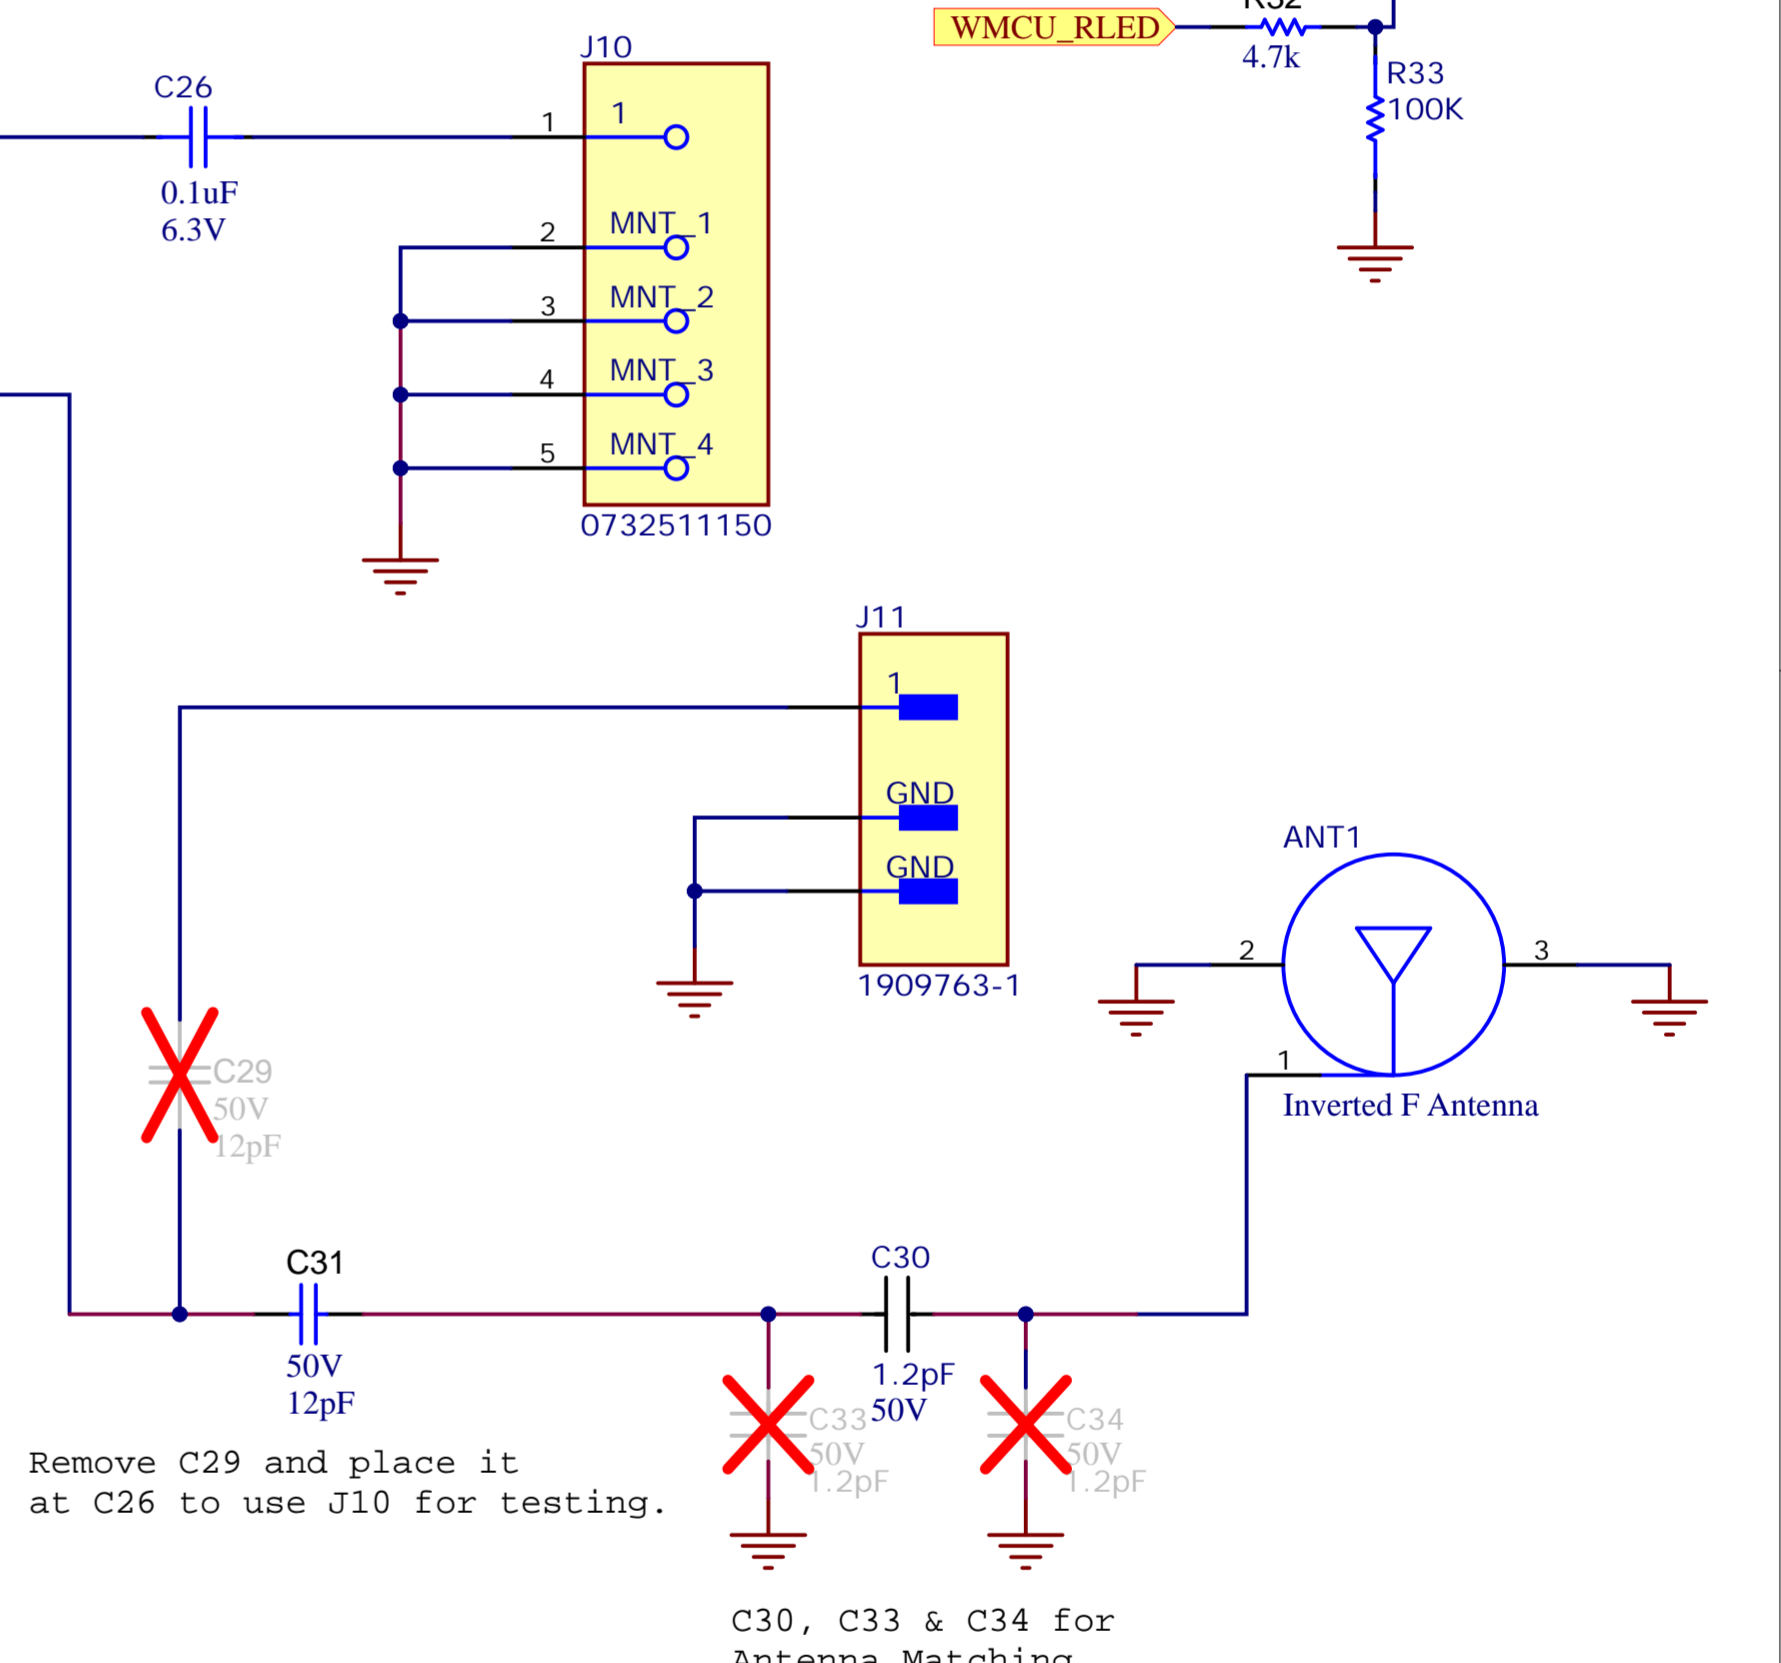 R32
WMCU_RLED
4.7k
R33
100K
J10
C26
0.1uF
6.3V
1
1
2
MNT_1
3
MNT_2
4
MNT_3
5
MNT_4
0732511150
J11
1
GND
GND
1909763-1
ANT1
2
3
1
Inverted F Antenna
C29
50V
12pF
C31
50V
12pF
C30
1.2pF
50V
C33
50V
1.2pF
C34
50V
1.2pF
Remove C29 and place it
at C26 to use J10 for testing.
C30, C33 & C34 for
Antenna Matching